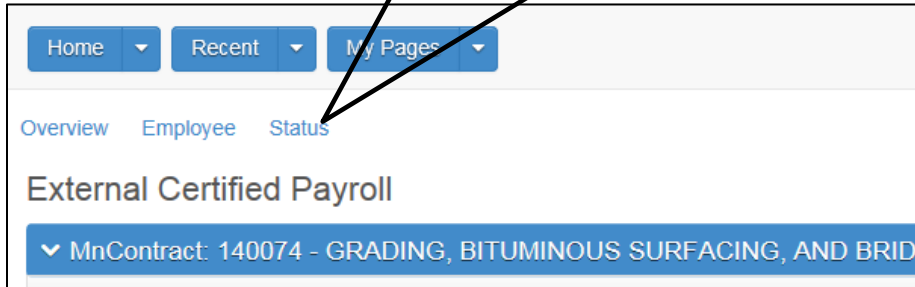 Home Recent My Pages
Overview Employee Status
External Certified Payroll
MnContract: 140074 - GRADING, BITUMINOUS SURFACING, AND BRID